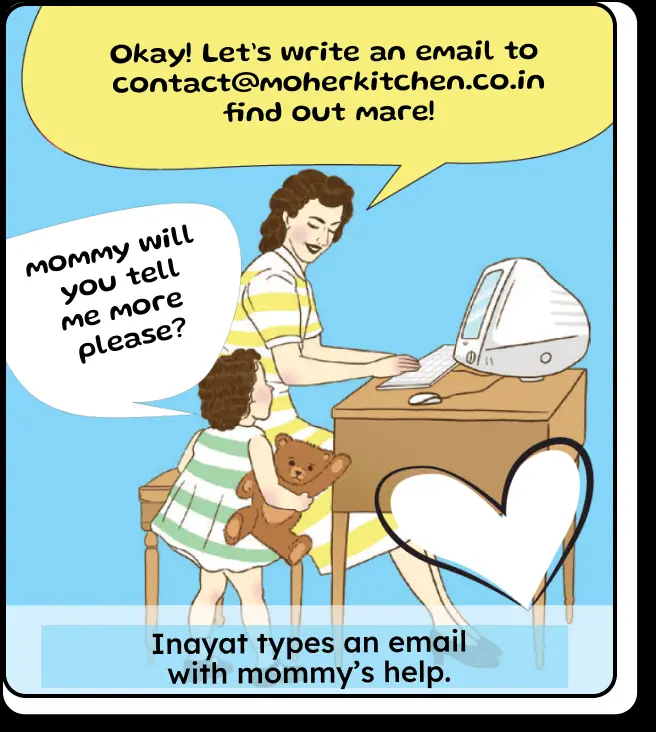 Okay! Let's write an email to
contact@moherkitchen.co.in
find out mare!
mommy will
you tell
me more
please?
Inayat types an email
with mommy's help.